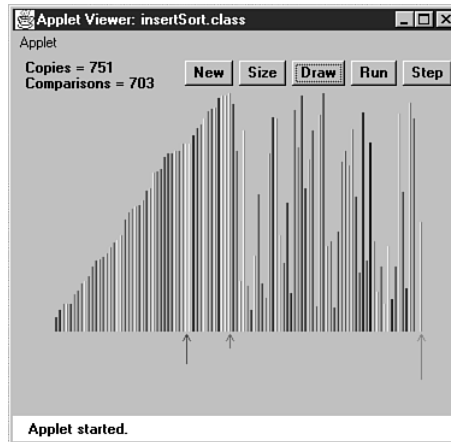 Applet Viewer: insertSort.class
Applet
Copies = 751
Comparisons = 703
New Size Draw Run Step
Applet started.